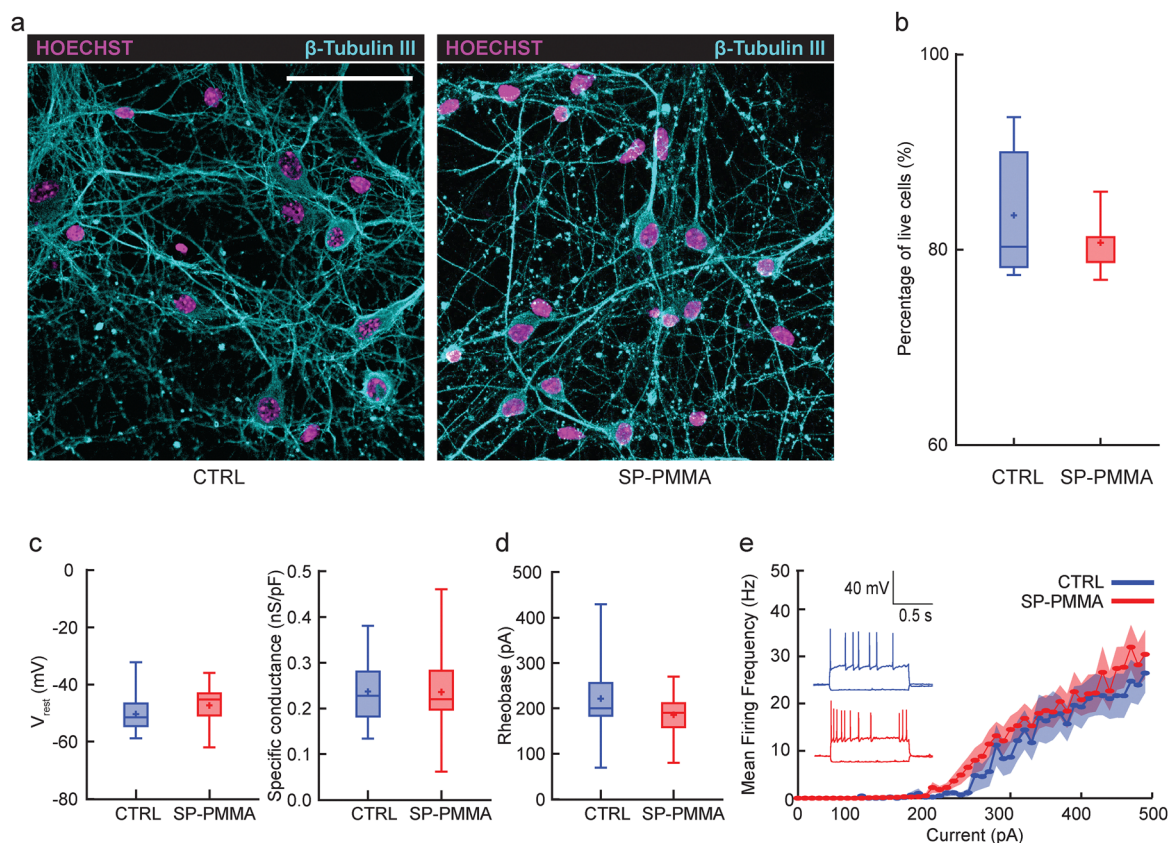 a
HOECHST β-Tubulin III
HOECHST β-Tubulin III
CTRL
SP-PMMA
b
Percentage of live cells (%)
100
80
60
CTRL SP-PMMA
c
Vrest (mV)
0
-20
-40
-60
-80
CTRL SP-PMMA
Specific conductance (nS/pF)
0.5
0.4
0.3
0.2
0.1
0.0
CTRL SP-PMMA
d
Rheobase (pA)
500
400
300
200
100
0
CTRL SP-PMMA
e
Mean Firing Frequency (Hz)
50
40
30
20
10
0
40 mV
0.5 s
CTRL
SP-PMMA
0 100 200 300 400 500
Current (pA)